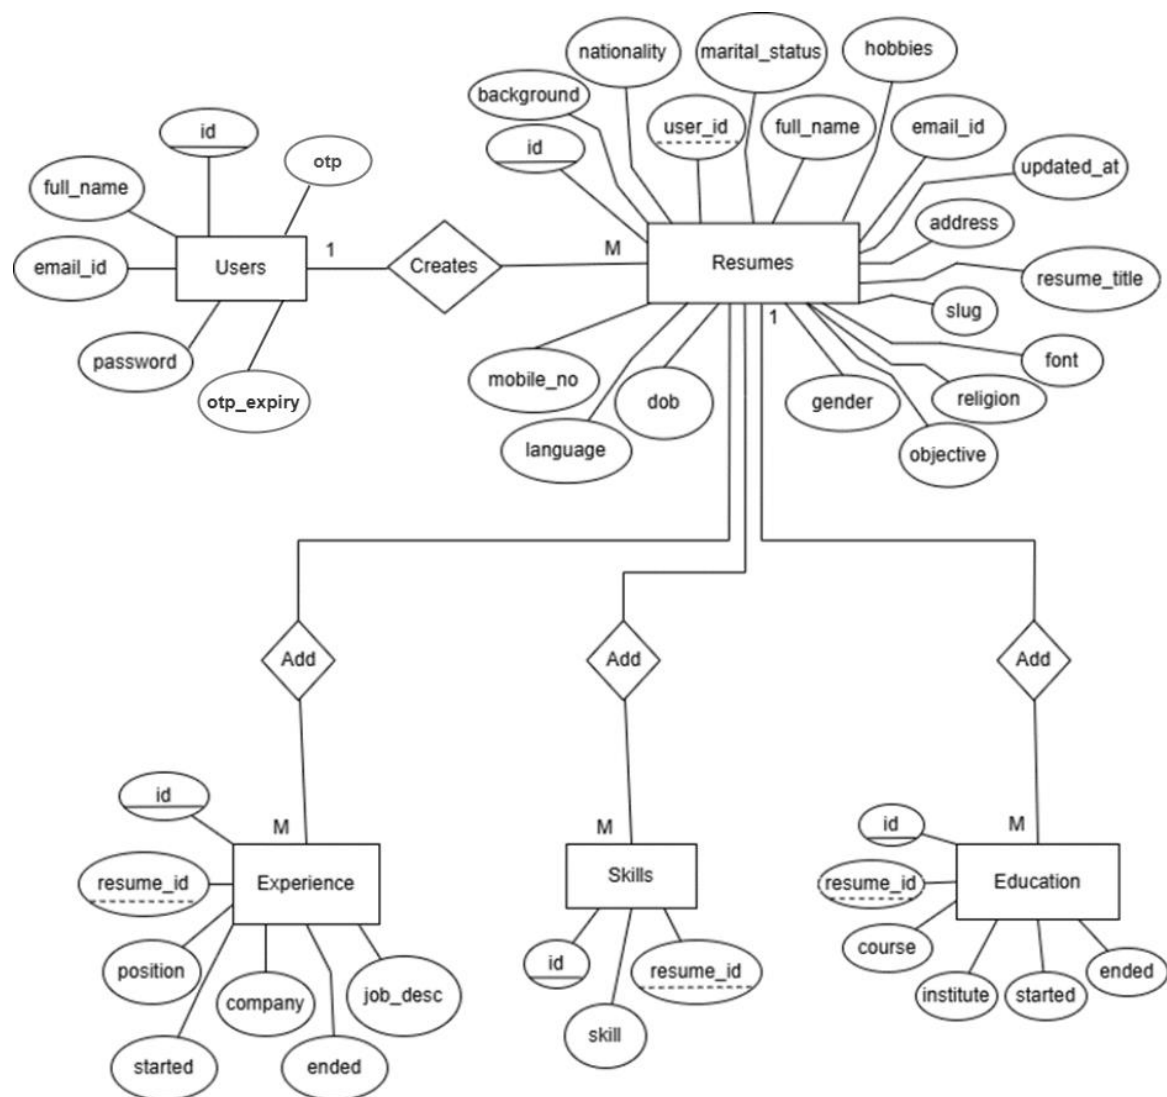 nationality
marital_status
hobbies
background
user_id
full_name
email_id
id
id
otp
updated_at
full_name
address
email_id
Users
1
Creates
M
Resumes
resume_title
slug
1
password
otp_expiry
mobile_no
dob
gender
font
religion
language
objective
Add
Add
Add
id
M
M
id
M
Experience
resume_id
Skills
resume_id
Education
position
company
job_desc
id
resume_id
course
institute
started
ended
started
ended
skill